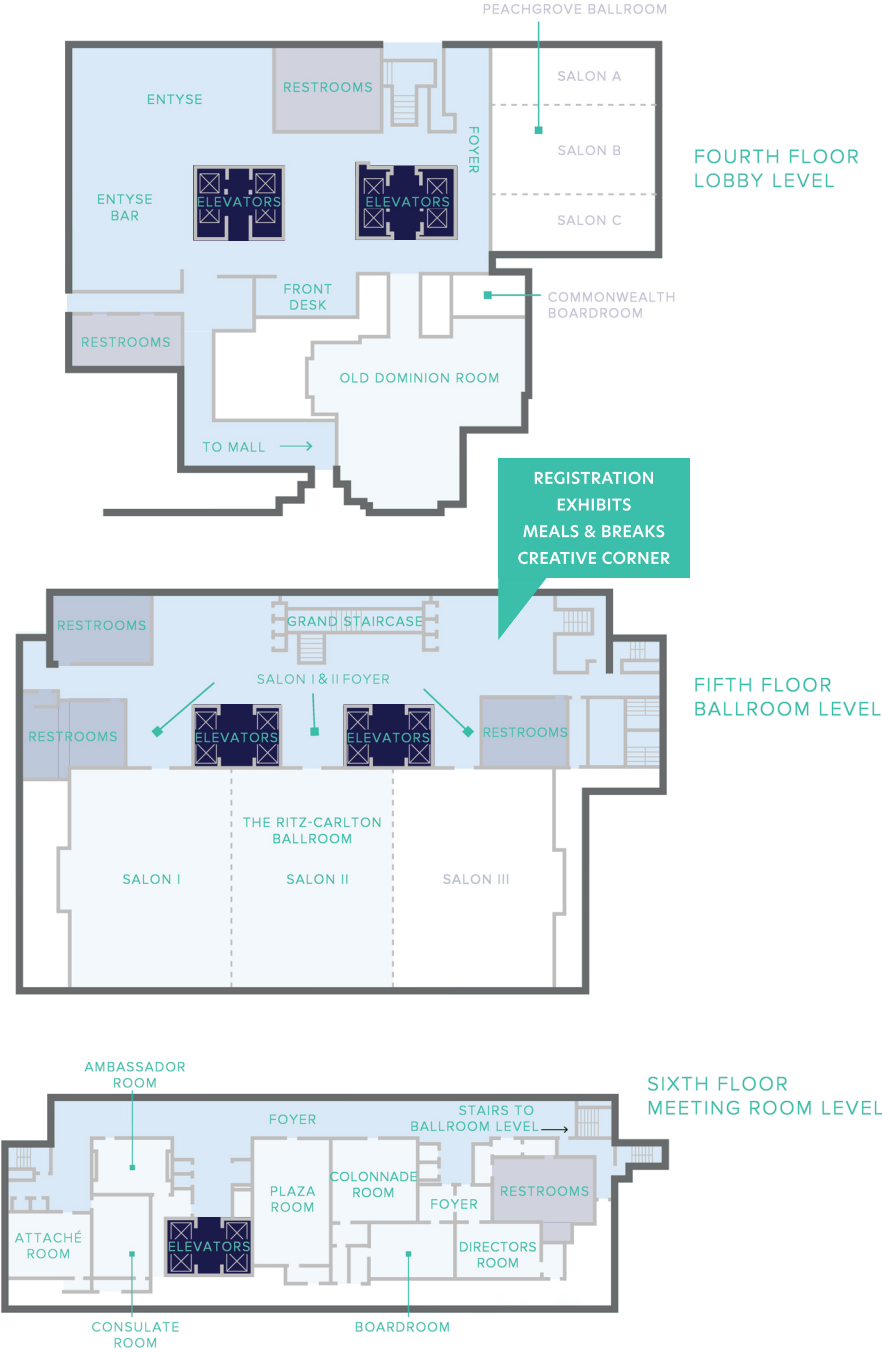 PEACHGROVE BALLROOM
SALON A
RESTROOMS
ENTYSE
FOYER
SALON B
FOURTH FLOOR
LOBBY LEVEL
ENTYSE
BAR
ELEVATORS
ELEVATORS
SALON C
FRONT
DESK
COMMONWEALTH
BOARDROOM
RESTROOMS
OLD DOMINION ROOM
TO MALL
REGISTRATION
EXHIBITS
MEALS & BREAKS
CREATIVE CORNER
RESTROOMS
GRAND STAIRCASE
SALON I & II FOYER
FIFTH FLOOR
BALLROOM LEVEL
RESTROOMS
ELEVATORS
ELEVATORS
RESTROOMS
THE RITZ-CARLTON
BALLROOM
SALON I
SALON II
SALON III
AMBASSADOR
ROOM
SIXTH FLOOR
MEETING ROOM LEVEL
FOYER
STAIRS TO
BALLROOM LEVEL
COLONNADE
ROOM
PLAZA
ROOM
RESTROOMS
FOYER
ATTACHÉ
ROOM
ELEVATORS
DIRECTORS
ROOM
CONSULATE
ROOM
BOARDROOM